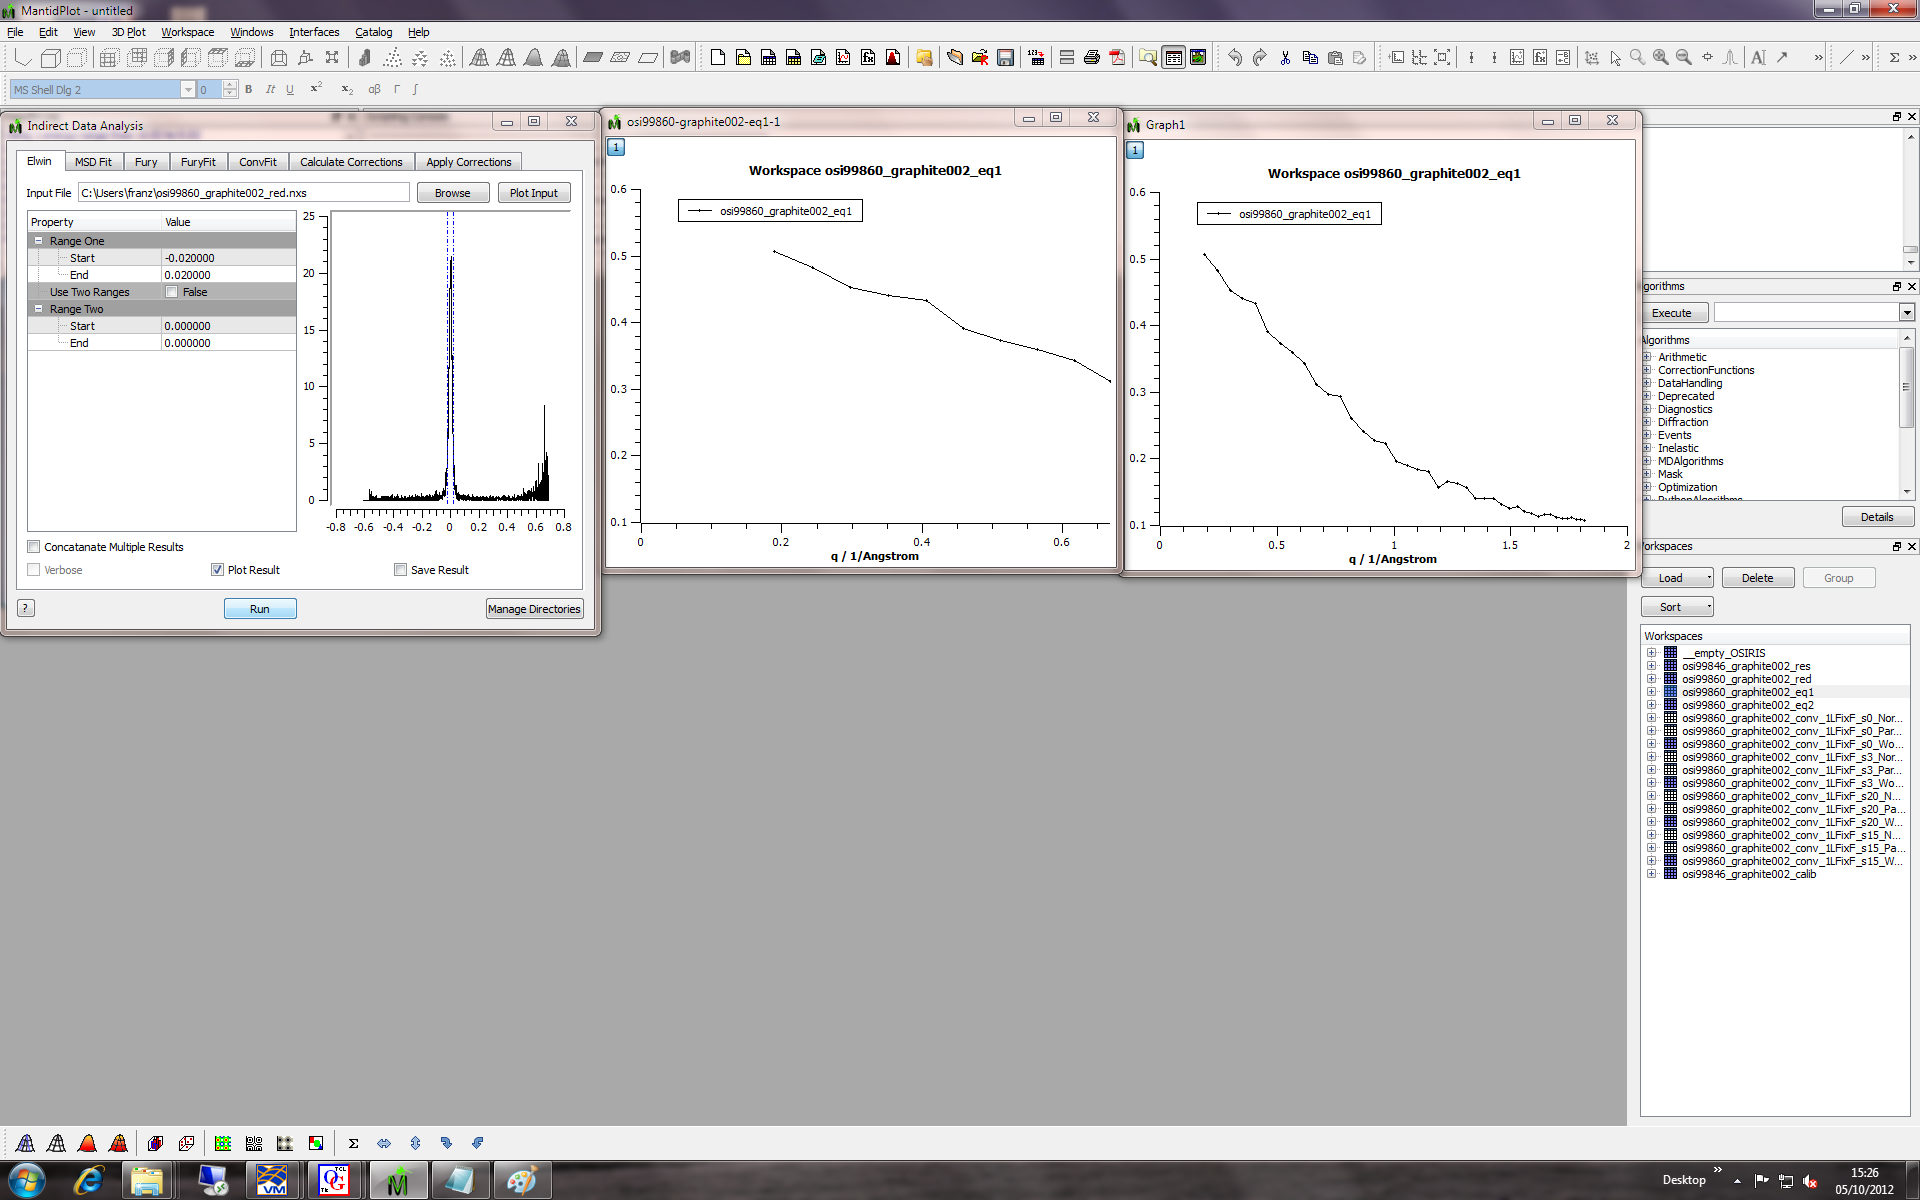 MantidPlot - untitled
File Edit View 3D Plot Workspace Windows Interfaces Catalog Help
MS Shell Dlg 2 0 B It U x² x₂ αβ Γ ∫
Indirect Data Analysis
Elwin MSD Fit Fury FuryFit ConvFit Calculate Corrections Apply Corrections
Input File C:\Users\franz\osi99860_graphite002_red.nxs Browse Plot Input
Property Value
Range One
Start -0.020000
End 0.020000
Use Two Ranges False
Range Two
Start 0.000000
End 0.000000
25
20
15
10
5
0
-0.8 -0.6 -0.4 -0.2 0 0.2 0.4 0.6 0.8
Concatanate Multiple Results
Verbose Plot Result Save Result
? Run Manage Directories
osi99860-graphite002-eq1-1
1
Workspace osi99860_graphite002_eq1
osi99860_graphite002_eq1
0.6
0.5
0.4
0.3
0.2
0.1
0 0.2 0.4 0.6
q / 1/Angstrom
Graph1
1
Workspace osi99860_graphite002_eq1
osi99860_graphite002_eq1
0.6
0.5
0.4
0.3
0.2
0.1
0 0.5 1 1.5 2
q / 1/Angstrom
gorithms
Execute
Algorithms
Arithmetic
CorrectionFunctions
DataHandling
Deprecated
Diagnostics
Diffraction
Events
Inelastic
MDAlgorithms
Mask
Optimization
PythonAlgorithms
Details
orkspaces
Load Delete Group
Sort
Workspaces
__empty_OSIRIS
osi99846_graphite002_res
osi99860_graphite002_red
osi99860_graphite002_eq1
osi99860_graphite002_eq2
osi99860_graphite002_conv_1LFixF_s0_Nor...
osi99860_graphite002_conv_1LFixF_s0_Par...
osi99860_graphite002_conv_1LFixF_s0_Wo...
osi99860_graphite002_conv_1LFixF_s3_Nor...
osi99860_graphite002_conv_1LFixF_s3_Par...
osi99860_graphite002_conv_1LFixF_s3_Wo...
osi99860_graphite002_conv_1LFixF_s20_N...
osi99860_graphite002_conv_1LFixF_s20_Pa...
osi99860_graphite002_conv_1LFixF_s20_W...
osi99860_graphite002_conv_1LFixF_s15_N...
osi99860_graphite002_conv_1LFixF_s15_Pa...
osi99860_graphite002_conv_1LFixF_s15_W...
osi99846_graphite002_calib
Desktop
15:26
05/10/2012